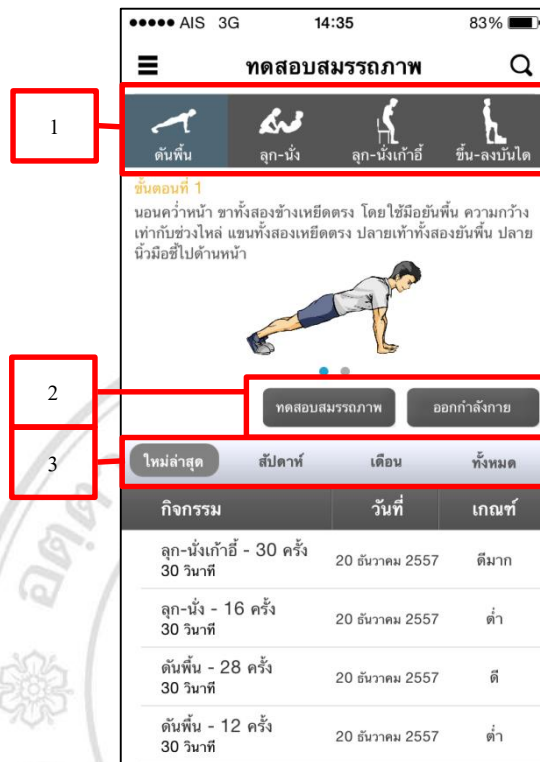 AIS 3G 14:35 83%
ทดสอบสมรรถภาพ
1
ดันพื้น ลุก-นั่ง ลุก-นั่งเก้าอี้ ขึ้น-ลงบันได
ขั้นตอนที่ 1
นอนคว่ำหน้า ขาทั้งสองข้างเหยียดตรง โดยใช้มือยันพื้น ความกว้าง
เท่ากับช่วงไหล่ แขนทั้งสองเหยียดตรง ปลายเท้าทั้งสองยันพื้น ปลาย
นิ้วมือชี้ไปด้านหน้า
2
ทดสอบสมรรถภาพ ออกกำลังกาย
3
ใหม่ล่าสุด สัปดาห์ เดือน ทั้งหมด
กิจกรรม วันที่ เกณฑ์
ลุก-นั่งเก้าอี้ - 30 ครั้ง
30 วินาที 20 ธันวาคม 2557 ดีมาก
ลุก-นั่ง - 16 ครั้ง
30 วินาที 20 ธันวาคม 2557 ต่ำ
ดันพื้น - 28 ครั้ง
30 วินาที 20 ธันวาคม 2557 ดี
ดันพื้น - 12 ครั้ง
30 วินาที 20 ธันวาคม 2557 ต่ำ